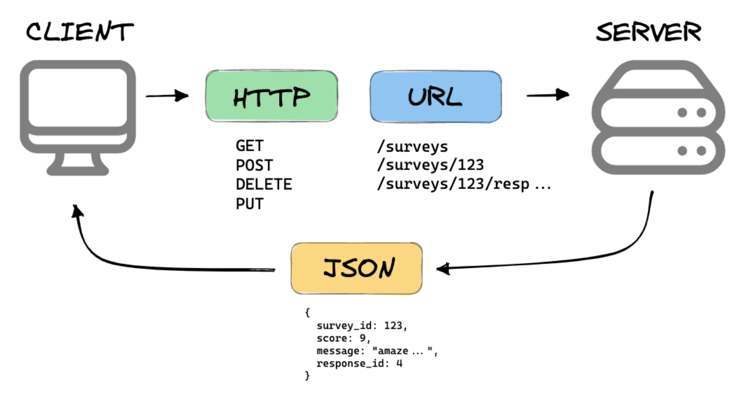 CLIENT
SERVER
HTTP
URL
GET
POST
DELETE
PUT
/surveys
/surveys/123
/surveys/123/resp...
JSON
{
survey_id: 123,
score: 9,
message: "amaze...",
response_id: 4
}